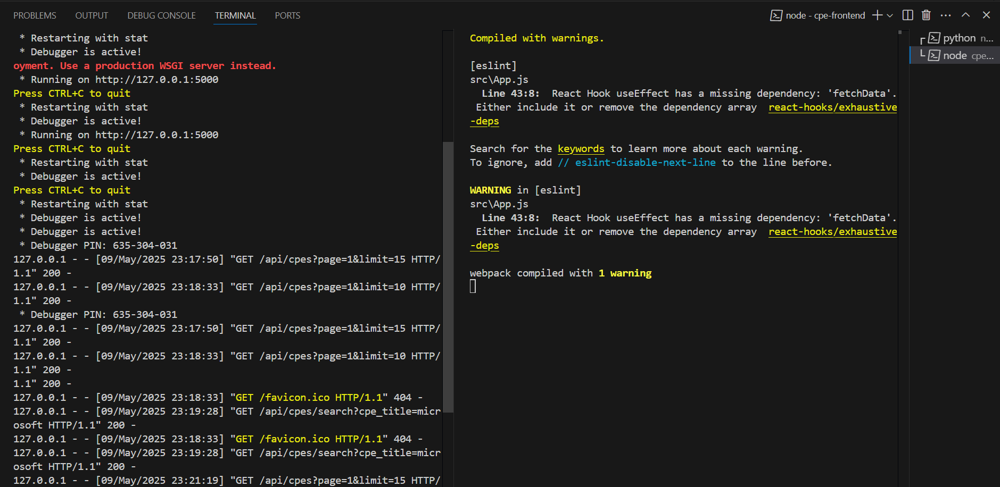 PROBLEMS OUTPUT DEBUG CONSOLE TERMINAL PORTS
node - cpe-frontend
* Restarting with stat
* Debugger is active!
oyment. Use a production WSGI server instead.
* Running on http://127.0.0.1:5000
Press CTRL+C to quit
* Restarting with stat
* Debugger is active!
* Running on http://127.0.0.1:5000
Press CTRL+C to quit
* Restarting with stat
* Debugger is active!
Press CTRL+C to quit
* Restarting with stat
* Debugger is active!
* Debugger is active!
* Debugger PIN: 635-304-031
127.0.0.1 - - [09/May/2025 23:17:50] "GET /api/cpes?page=1&limit=15 HTTP/
1.1" 200 -
127.0.0.1 - - [09/May/2025 23:18:33] "GET /api/cpes?page=1&limit=10 HTTP/
1.1" 200 -
* Debugger PIN: 635-304-031
127.0.0.1 - - [09/May/2025 23:17:50] "GET /api/cpes?page=1&limit=15 HTTP/
1.1" 200 -
127.0.0.1 - - [09/May/2025 23:18:33] "GET /api/cpes?page=1&limit=10 HTTP/
1.1" 200 -
1.1" 200 -
127.0.0.1 - - [09/May/2025 23:18:33] "GET /favicon.ico HTTP/1.1" 404 -
127.0.0.1 - - [09/May/2025 23:19:28] "GET /api/cpes/search?cpe_title=micr
osoft HTTP/1.1" 200 -
127.0.0.1 - - [09/May/2025 23:18:33] "GET /favicon.ico HTTP/1.1" 404 -
127.0.0.1 - - [09/May/2025 23:19:28] "GET /api/cpes/search?cpe_title=micr
osoft HTTP/1.1" 200 -
127.0.0.1 - - [09/May/2025 23:21:19] "GET /api/cpes?page=1&limit=15 HTTP/
Compiled with warnings.
[eslint]
src\App.js
Line 43:8: React Hook useEffect has a missing dependency: 'fetchData'.
Either include it or remove the dependency array react-hooks/exhaustive
-deps
Search for the keywords to learn more about each warning.
To ignore, add // eslint-disable-next-line to the line before.
WARNING in [eslint]
src\App.js
Line 43:8: React Hook useEffect has a missing dependency: 'fetchData'.
Either include it or remove the dependency array react-hooks/exhaustive
-deps
webpack compiled with 1 warning
python n...
node cpe...